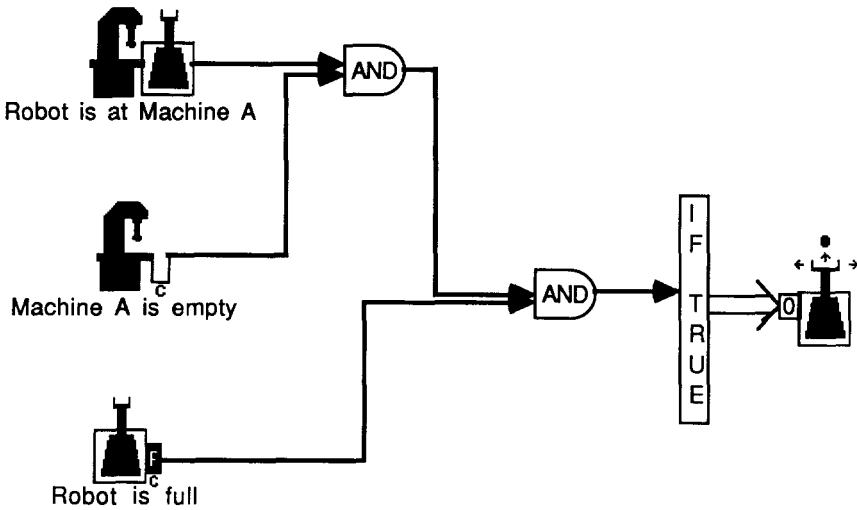 Robot is at Machine A
AND
c
Machine A is empty
AND
IF TRUE
0
F
c
Robot is full